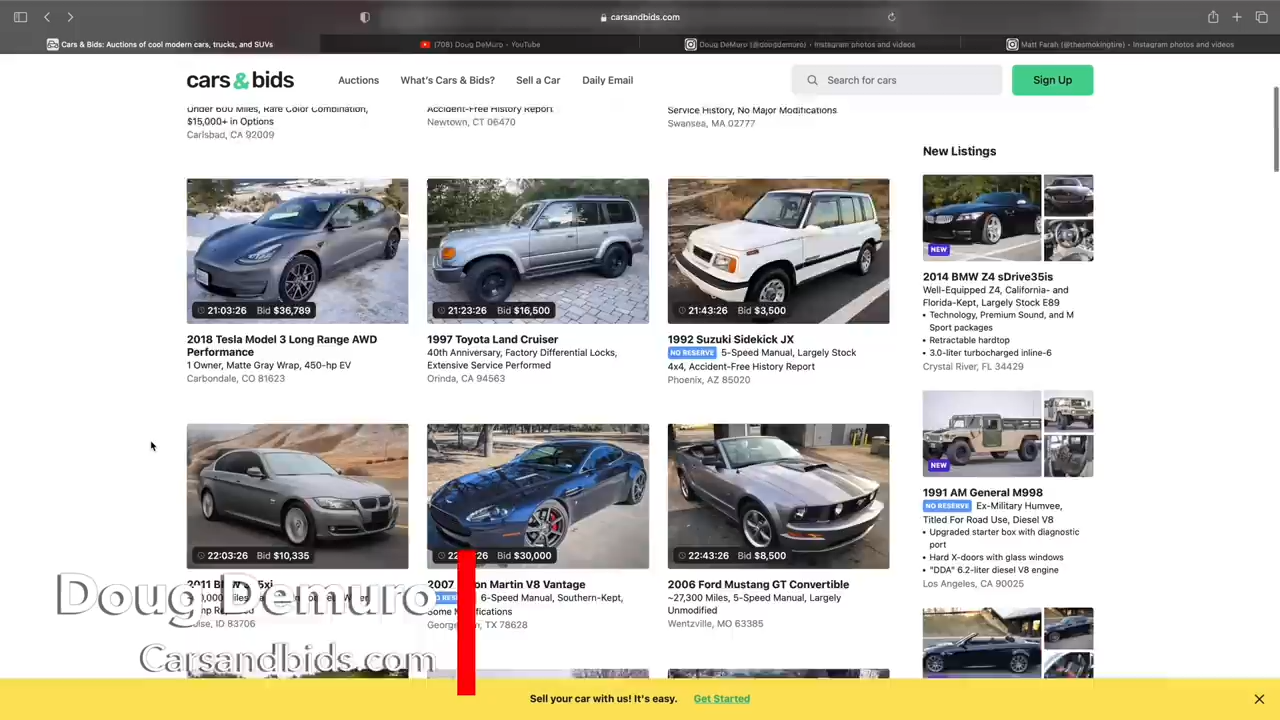 carsandbids.com
Cars & Bids: Auctions of cool modern cars, trucks, and SUVs
(708) Doug DeMuro - YouTube
Doug DeMuro (@dougdemuro) • Instagram photos and videos
Matt Farah (@thesmokingtire) • Instagram photos and videos
cars&bids
Auctions
What's Cars & Bids?
Sell a Car
Daily Email
Search for cars
Sign Up
Under 600 Miles, Rare Color Combination,
$15,000+ in Options
Carlsbad, CA 92009
Accident-Free History Report
Newtown, CT 06470
Service History, No Major Modifications
Swansea, MA 02777
21:03:26 Bid $36,789
2018 Tesla Model 3 Long Range AWD
Performance
1 Owner, Matte Gray Wrap, 450-hp EV
Carbondale, CO 81623
21:23:26 Bid $16,500
1997 Toyota Land Cruiser
40th Anniversary, Factory Differential Locks,
Extensive Service Performed
Orinda, CA 94563
21:43:26 Bid $3,500
1992 Suzuki Sidekick JX
NO RESERVE 5-Speed Manual, Largely Stock
4x4, Accident-Free History Report
Phoenix, AZ 85020
22:03:26 Bid $10,335
2011 BMW
83706
Bid $30,000
2007 Martin V8 Vantage
6-Speed Manual, Southern-Kept,
TX 78628
22:43:26 Bid $8,500
2006 Ford Mustang GT Convertible
~27,300 Miles, 5-Speed Manual, Largely
Unmodified
Wentzville, MO 63385
New Listings
NEW
2014 BMW Z4 sDrive35is
Well-Equipped Z4, California- and
Florida-Kept, Largely Stock E89
• Technology, Premium Sound, and M
Sport packages
• Retractable hardtop
• 3.0-liter turbocharged inline-6
Crystal River, FL 34429
NEW
1991 AM General M998
NO RESERVE Ex-Military Humvee,
Titled For Road Use, Diesel V8
• Upgraded starter box with diagnostic
port
• Hard X-doors with glass windows
• "DDA" 6.2-liter diesel V8 engine
Los Angeles, CA 90025
Doug Demuro
Carsandbids.com
Sell your car with us! It's easy.
Get Started